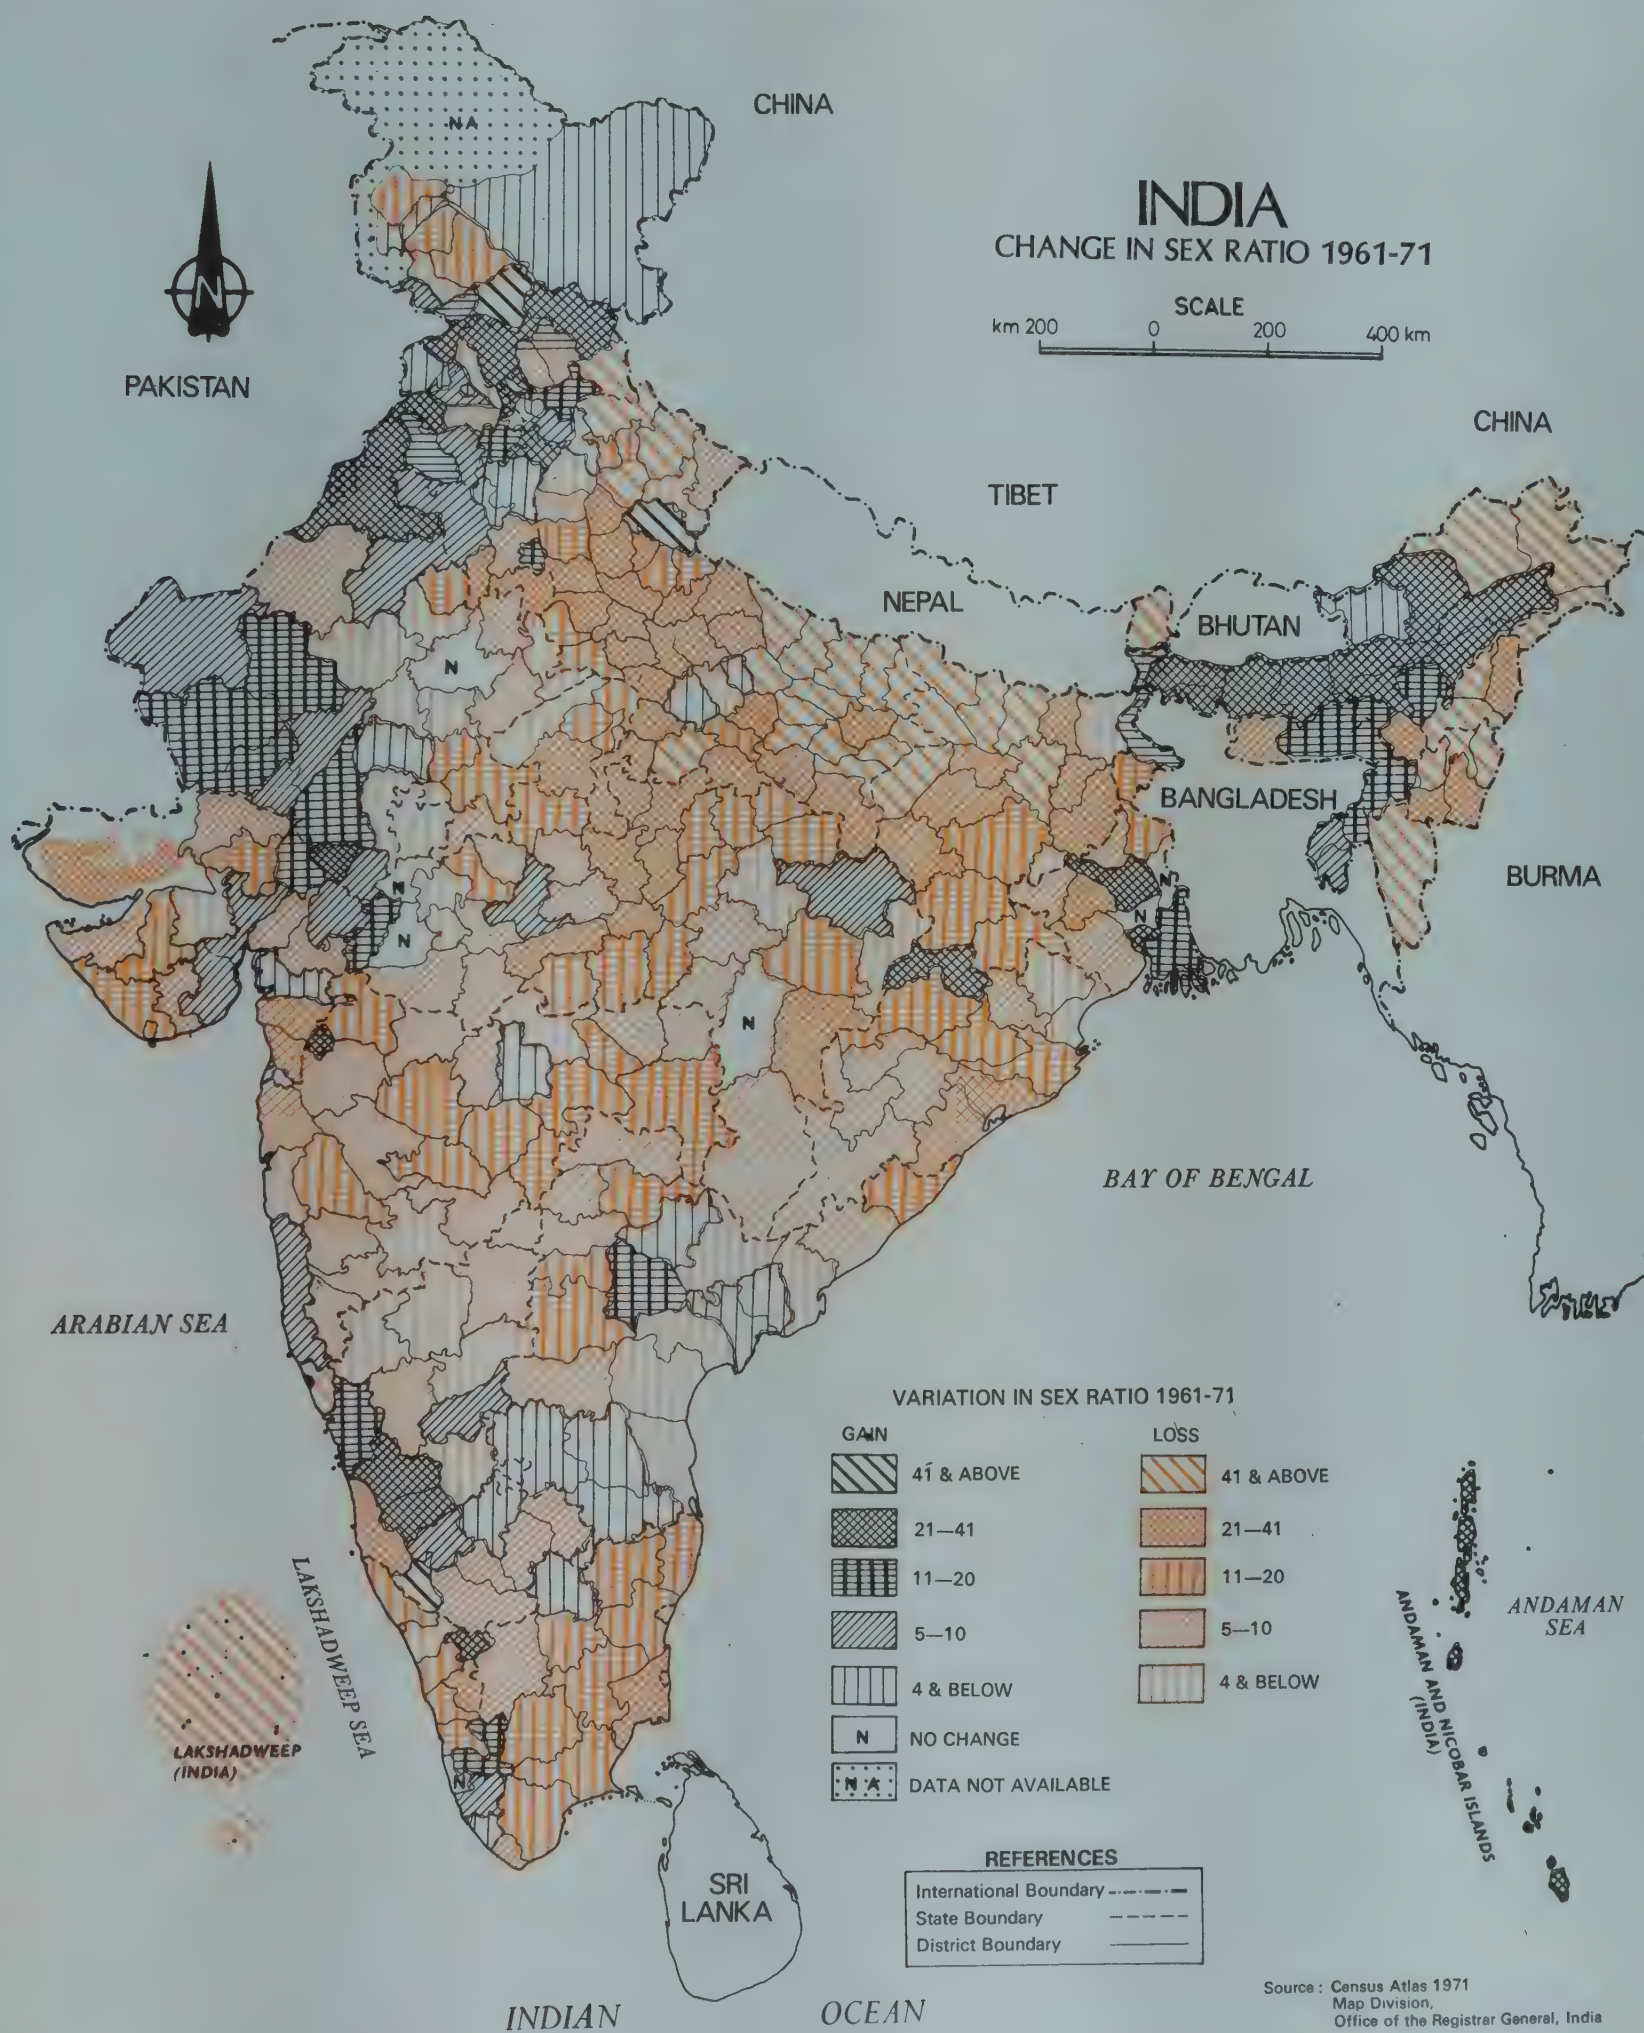 CHINA
NA
INDIA
CHANGE IN SEX RATIO 1961-71
SCALE
km 200 0 200 400 km
N
PAKISTAN
CHINA
TIBET
NEPAL
BHUTAN
N
BANGLADESH
BURMA
N
N
N
N
N
BAY OF BENGAL
ARABIAN SEA
VARIATION IN SEX RATIO 1961-71
GAIN LOSS
41 & ABOVE 41 & ABOVE
21—41 21—41
11—20 11—20
5—10 5—10
4 & BELOW 4 & BELOW
N NO CHANGE
N A DATA NOT AVAILABLE
LAKSHADWEEP SEA
LAKSHADWEEP
(INDIA)
N
ANDAMAN
SEA
ANDAMAN AND NICOBAR ISLANDS
(INDIA)
SRI
LANKA
REFERENCES
International Boundary
State Boundary
District Boundary
INDIAN OCEAN
Source : Census Atlas 1971
Map Division,
Office of the Registrar General, India